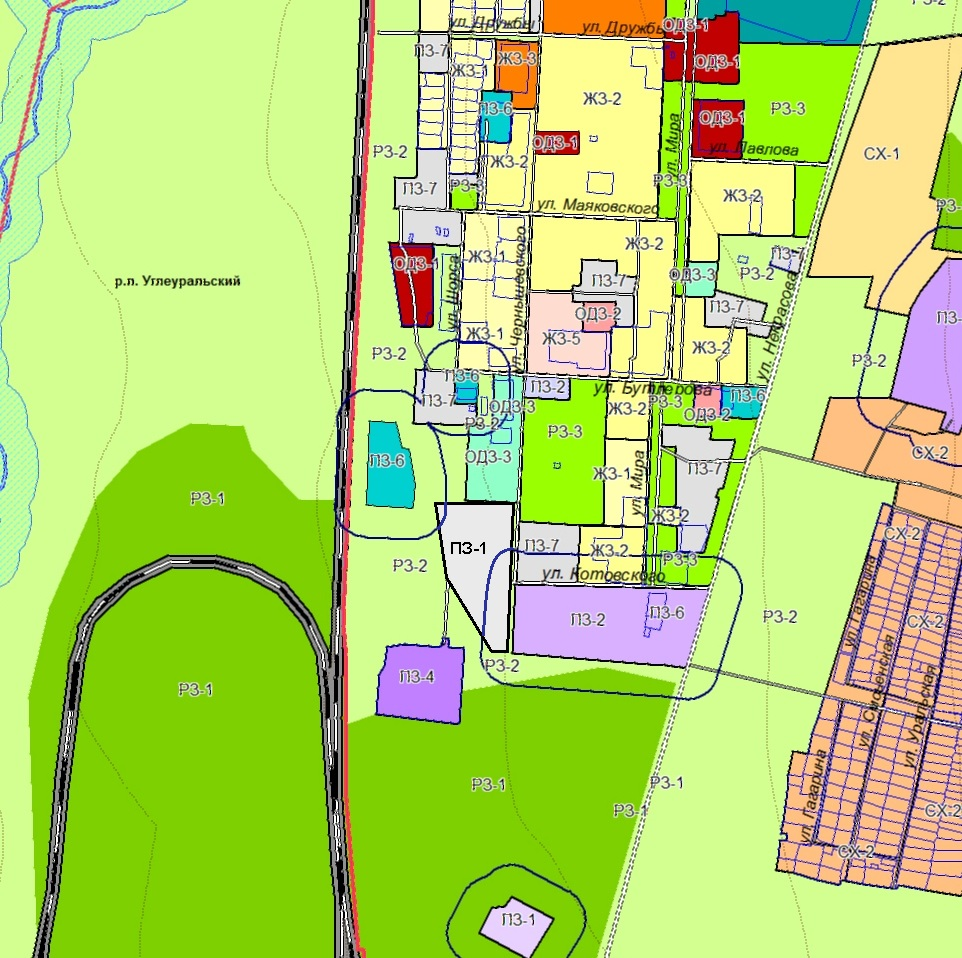 РЗ-2
ул. Дружбы
ул. Дружбы
ОДЗ-1
ПЗ-7
ЖЗ-3
ЖЗ-1
ОДЗ-1
ЖЗ-2
ПЗ-6
РЗ-3
ОДЗ-1
ОДЗ-1
ул. Мира
ул. Павлова
РЗ-2
СХ-1
ЖЗ-2
ПЗ-7
РЗ-3
РЗ-3
ЖЗ-2
ул. Маяковского
РЗ-
ЖЗ-2
ЖЗ-1
ОДЗ-1
ПЗ-7
РЗ-2
ОДЗ-3
ПЗ-7
р.п. Углеуральский
ул. Щорса
ул. Чернышевского
ПЗ-7
ул. Некрасова
ОДЗ-2
ПЗ-
ЖЗ-1
ЖЗ-5
ЖЗ-2
РЗ-2
РЗ-2
ПЗ-6
ПЗ-2
ул. Бутлерова
ПЗ-7
ОДЗ-3
ЖЗ-2
РЗ-3
ОДЗ-2
ПЗ-6
РЗ-2
РЗ-3
ОДЗ-3
ПЗ-6
ЖЗ-1
ул. Мира
ПЗ-7
СХ-2
РЗ-1
ЖЗ-2
СХ-2
ПЗ-1
ПЗ-7
ЖЗ-2
РЗ-3
РЗ-2
ул. Котовского
ул. Гагарина
ПЗ-2
ПЗ-6
РЗ-2
СХ-2
РЗ-2
ПЗ-4
РЗ-1
ул. Уральская
РЗ-1
РЗ-1
РЗ-1
ул. Гагарина
СХ-2
СХ-2
ПЗ-1